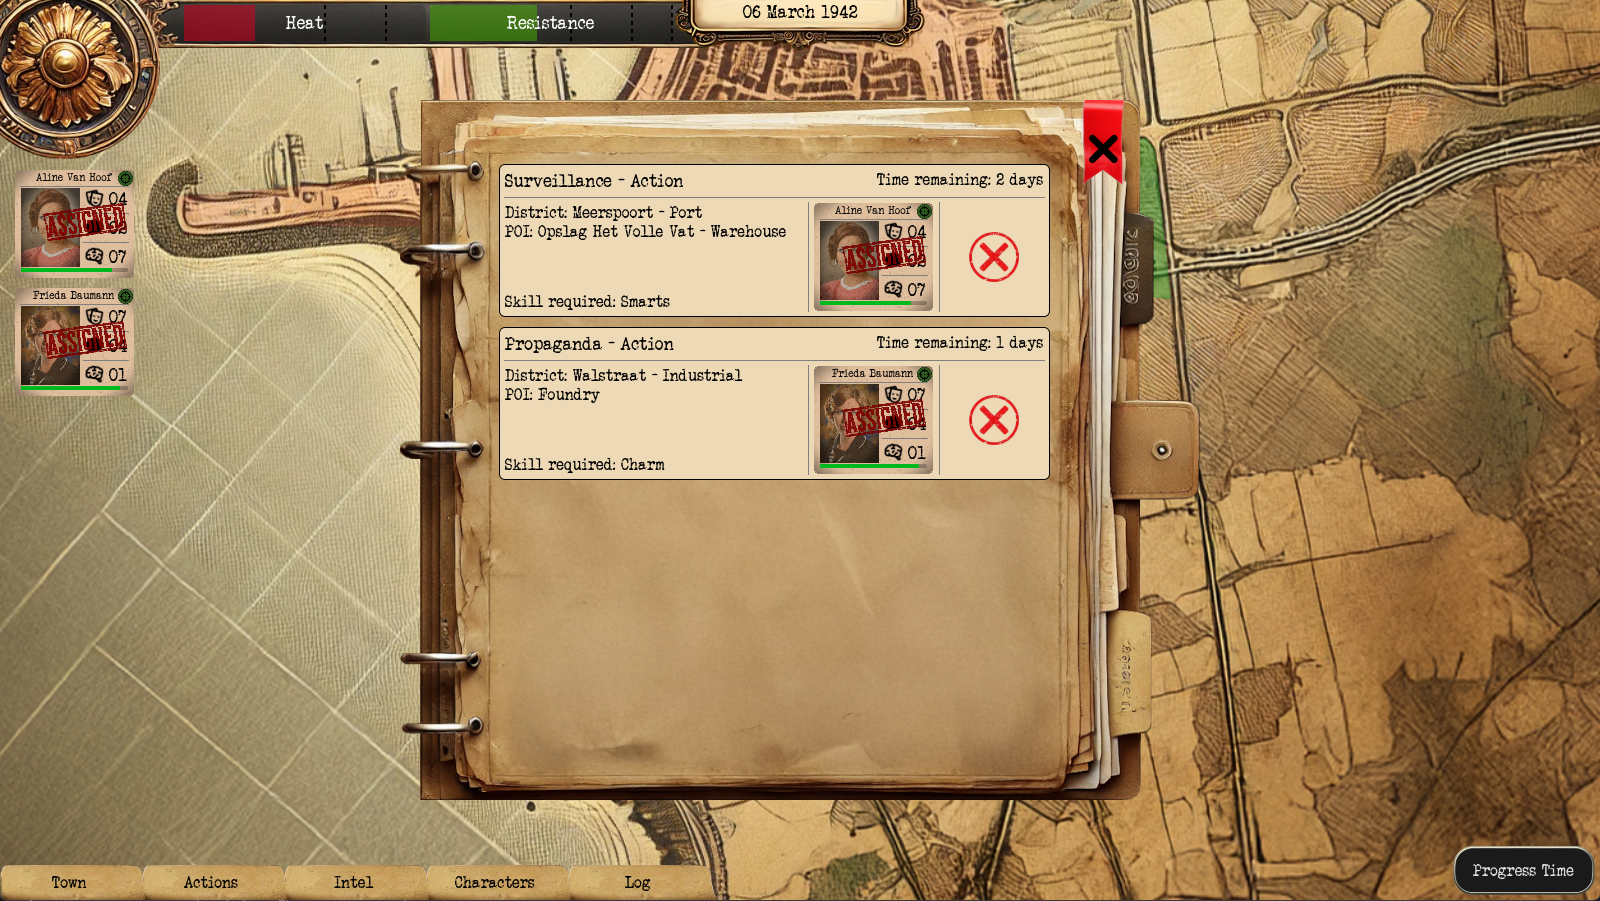 Heat
Resistance
06 March 1942
Aline Van Hoof
04
ASSIGNED
07
Frieda Baumann
07
ASSIGNED
04
01
Surveillance - Action
Time remaining: 2 days
District: Meerspoort - Port
POI: Opslag Het Volle Vat - Warehouse
Skill required: Smarts
Aline Van Hoof
04
ASSIGNED
07
Propaganda - Action
Time remaining: 1 days
District: Walstraat - Industrial
POI: Foundry
Skill required: Charm
Frieda Baumann
07
ASSIGNED
04
01
Town
Actions
Intel
Characters
Log
Progress Time